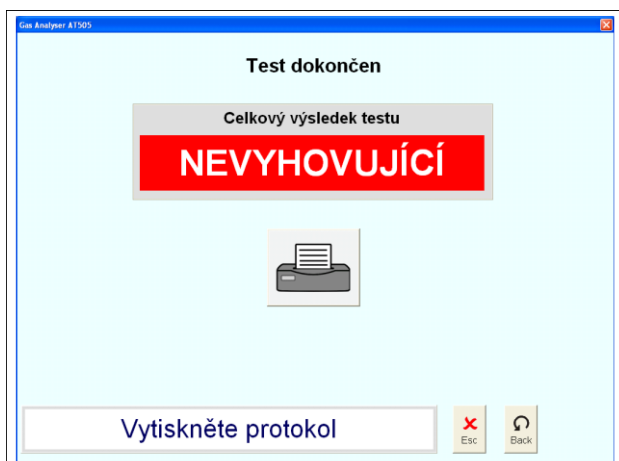 Gas Analyser AT505
Test dokončen
Celkový výsledek testu
NEVYHOVUJÍCÍ
Vytiskněte protokol
Esc
Back